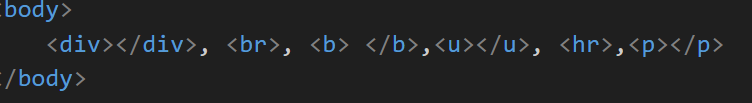 <body>
<div></div>, <br>, <b> </b>,<u></u>, <hr>,<p></p>
</body>